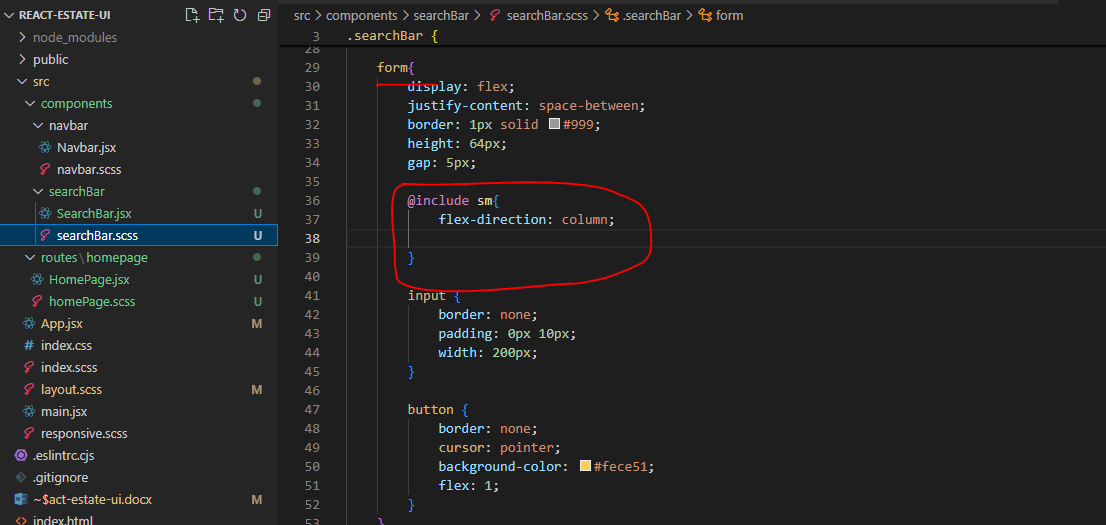 REACT-ESTATE-UI
node_modules
public
src
components
navbar
Navbar.jsx
navbar.scss
searchBar
SearchBar.jsx U
searchBar.scss U
routes\homepage
HomePage.jsx U
homePage.scss U
App.jsx M
index.css
index.scss
layout.scss M
main.jsx
responsive.scss
.eslintrc.cjs
.gitignore
~$act-estate-ui.docx M
index.html
src > components > searchBar > searchBar.scss > .searchBar > form
3 .searchBar {
28
29 form{
30 display: flex;
31 justify-content: space-between;
32 border: 1px solid #999;
33 height: 64px;
34 gap: 5px;
35
36 @include sm{
37 flex-direction: column;
38
39 }
40
41 input {
42 border: none;
43 padding: 0px 10px;
44 width: 200px;
45 }
46
47 button {
48 border: none;
49 cursor: pointer;
50 background-color: #fece51;
51 flex: 1;
52 }
53 }